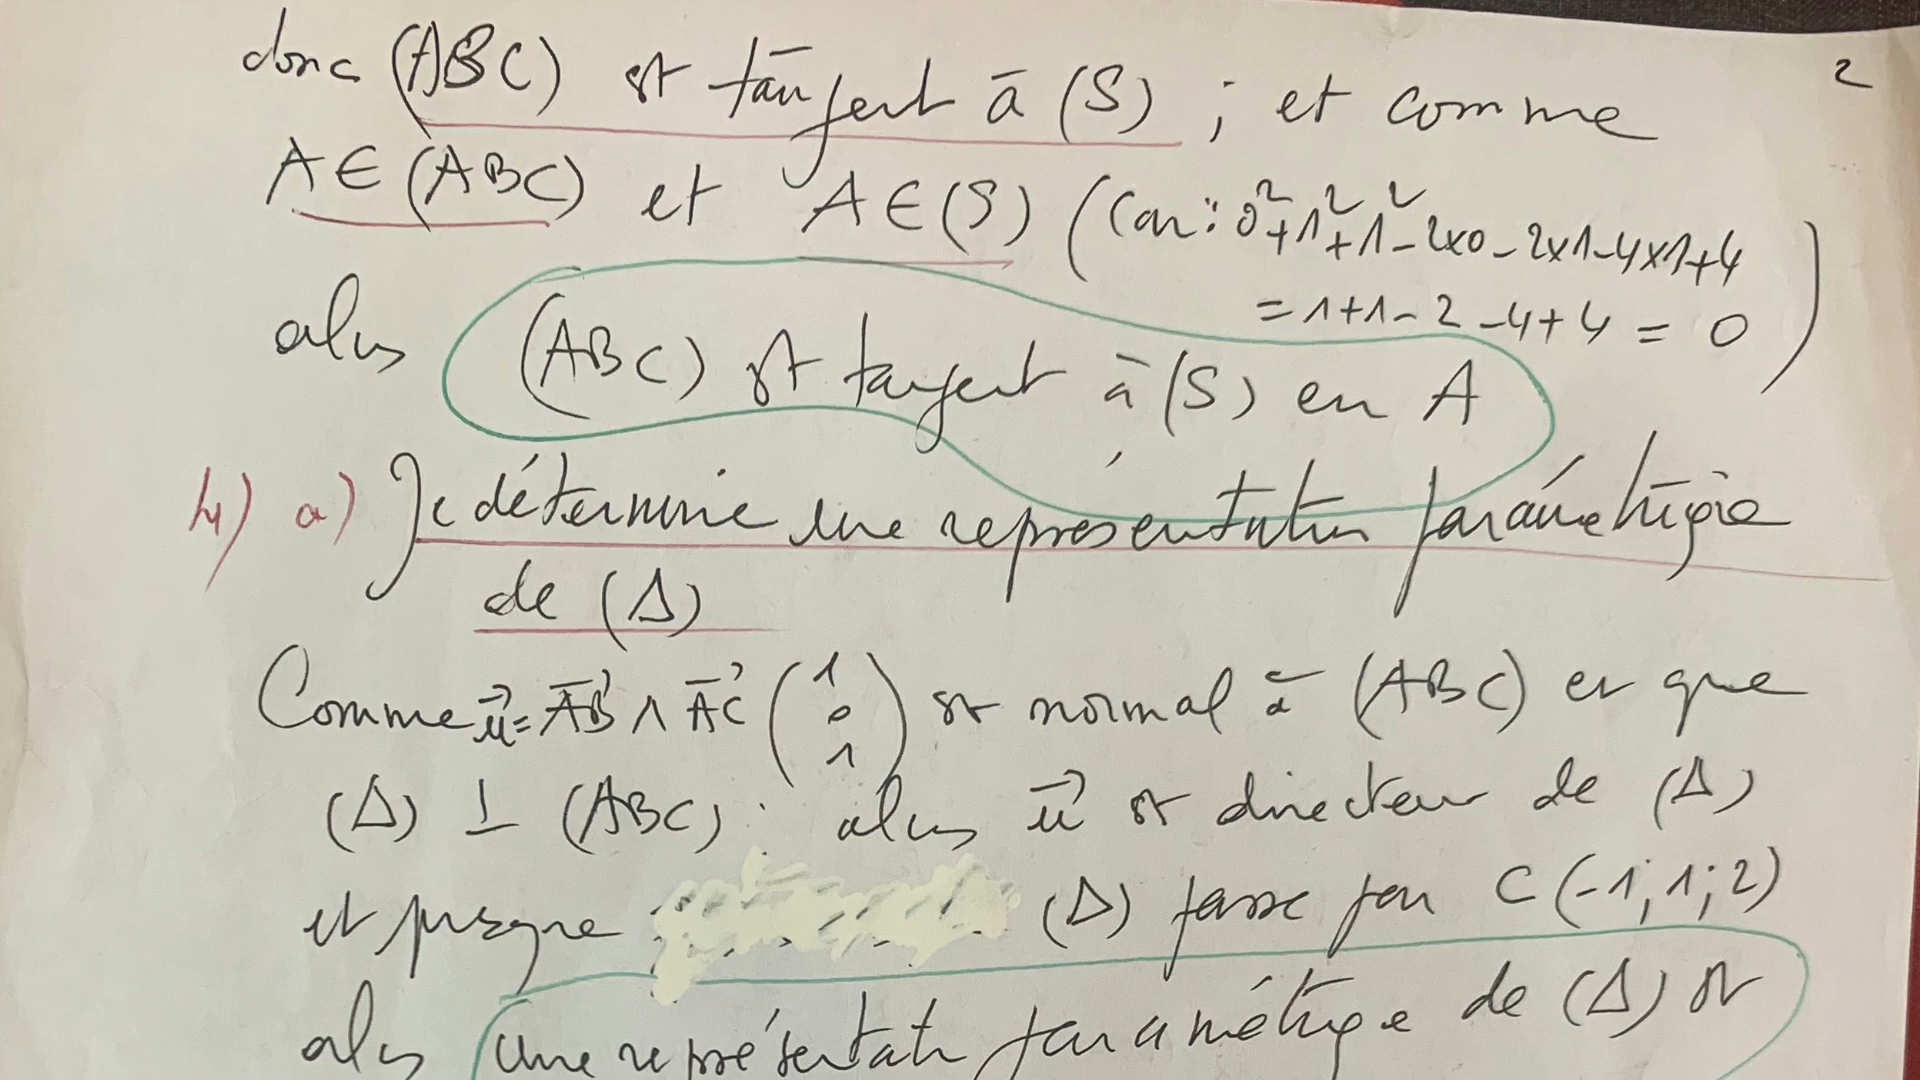 2
donc (ABC) est tangent à (S) ; et comme
A ∈ (ABC) et A ∈ (S) (Car : 0²+1²+1²-2×0-2×1-4×1+4
= 1+1-2-4+4 = 0)
alors (ABC) est tangent à (S) en A
4) a) Je détermine une représentation paramétrique
de (Δ)
Comme u⃗ = AB⃗ ∧ AC⃗ (1 0 1) est normal à (ABC) et que
(Δ) ⊥ (ABC) alors u⃗ est directeur de (Δ)
et puisque (Δ) passe par C (-1; 1; 2)
alors une représentation paramétrique de (Δ) est